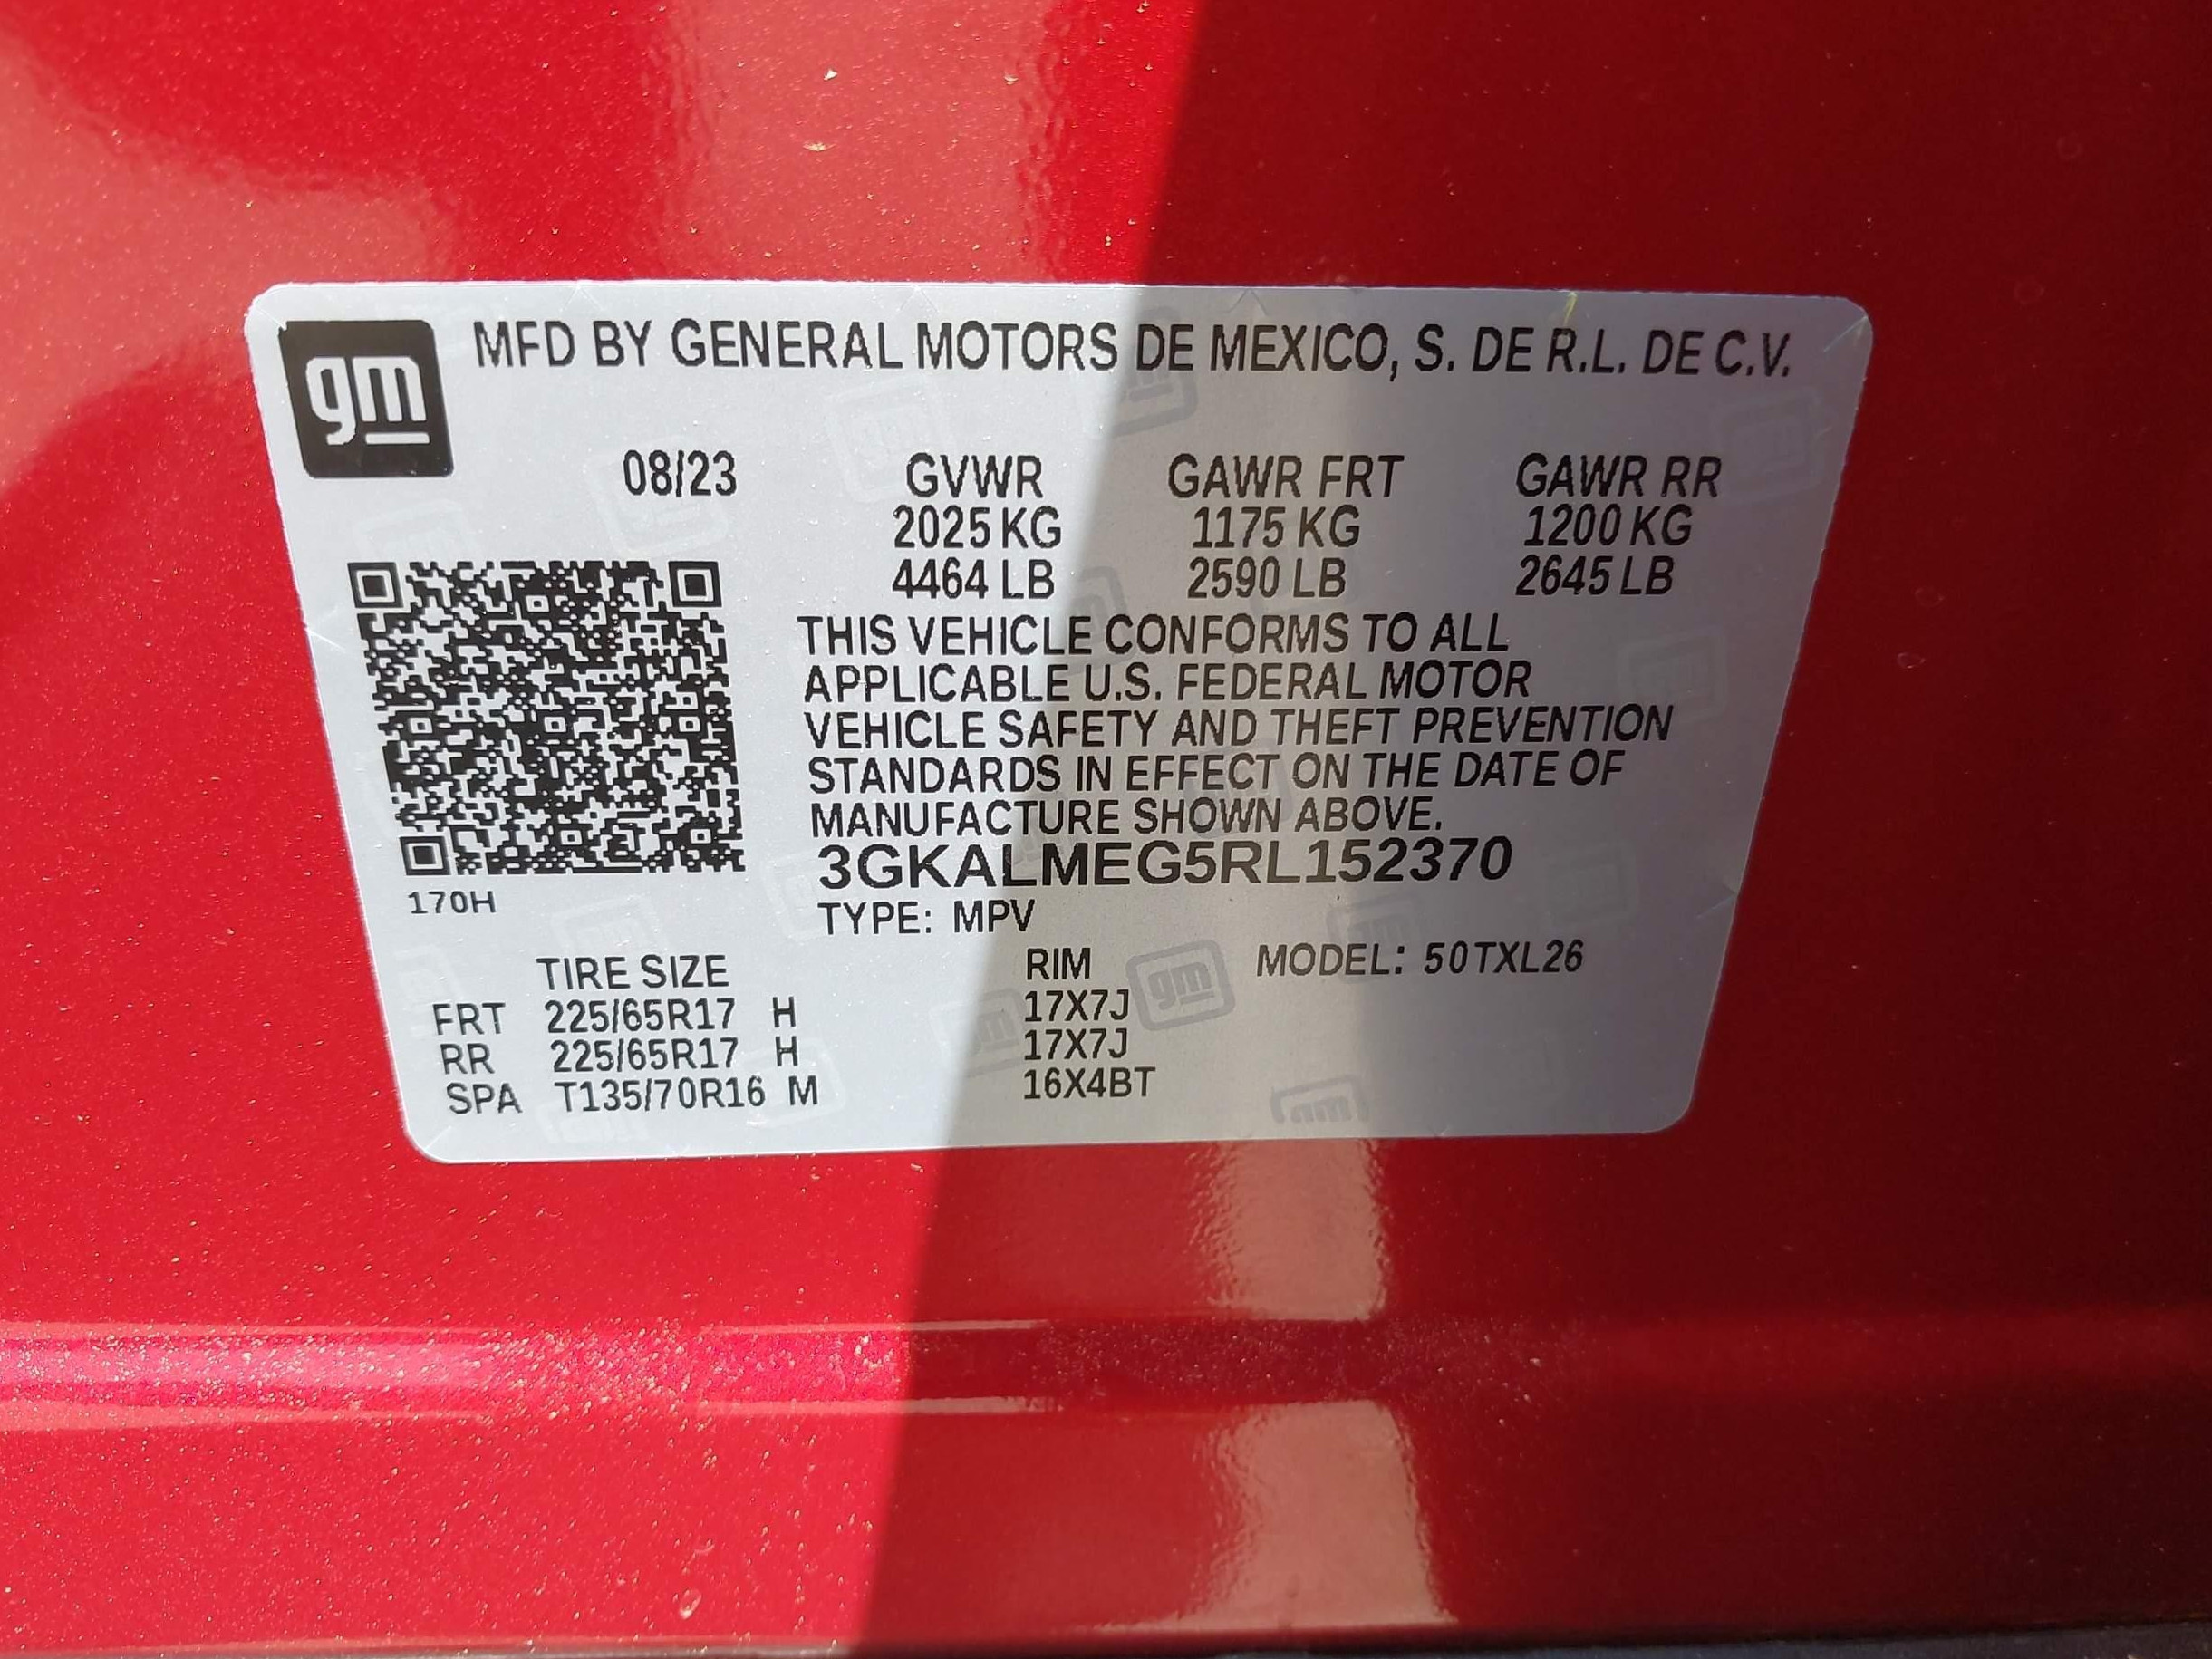 gm MFD BY GENERAL MOTORS DE MEXICO, S. DE R.L. DE C.V.
08/23 GVWR GAWR FRT GAWR RR
2025 KG 1175 KG 1200 KG
4464 LB 2590 LB 2645 LB
THIS VEHICLE CONFORMS TO ALL
APPLICABLE U.S. FEDERAL MOTOR
VEHICLE SAFETY AND THEFT PREVENTION
STANDARDS IN EFFECT ON THE DATE OF
MANUFACTURE SHOWN ABOVE.
3GKALMEG5RL152370
170H
TYPE: MPV
TIRE SIZE RIM MODEL: 50TXL26
FRT 225/65R17 H 17X7J
RR 225/65R17 H 17X7J
SPA T135/70R16 M 16X4BT